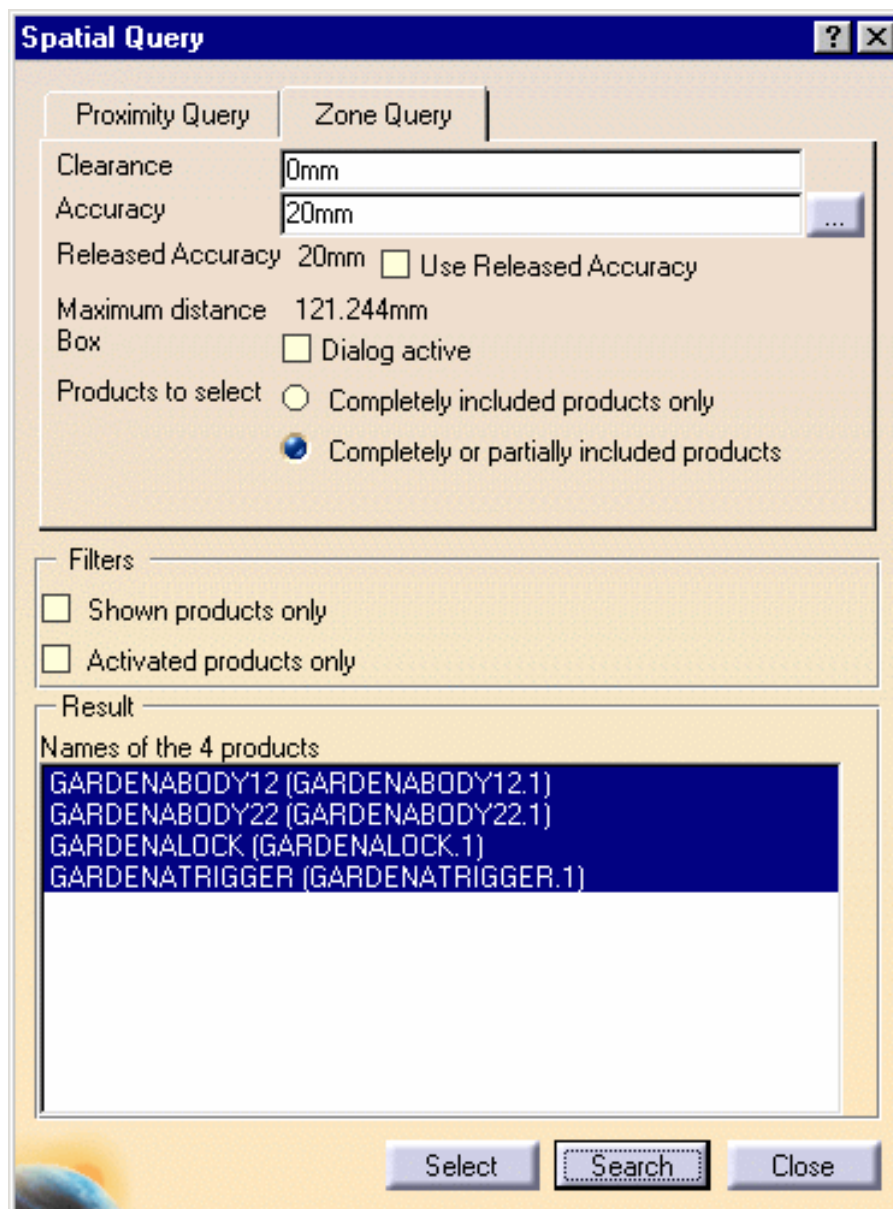 Spatial Query
Proximity Query Zone Query
Clearance 0mm
Accuracy 20mm ...
Released Accuracy 20mm Use Released Accuracy
Maximum distance 121.244mm
Box Dialog active
Products to select Completely included products only
Completely or partially included products
Filters
Shown products only
Activated products only
Result
Names of the 4 products
GARDENABODY12 (GARDENABODY12.1)
GARDENABODY22 (GARDENABODY22.1)
GARDENALOCK (GARDENALOCK.1)
GARDENATRIGGER (GARDENATRIGGER.1)
Select Search Close